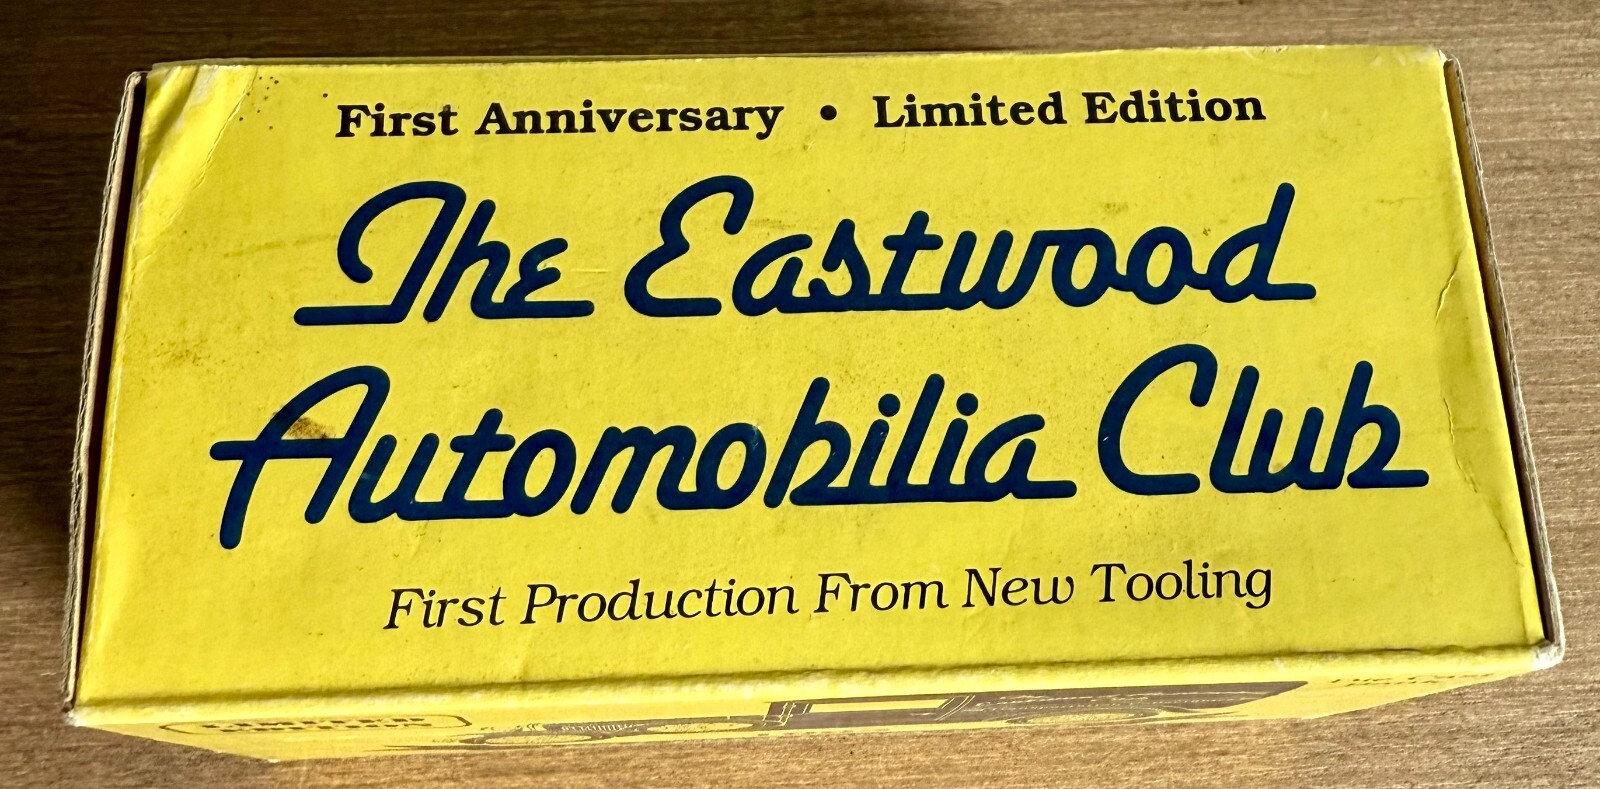 First Anniversary • Limited Edition
The Eastwood
Automobilia Club
First Production From New Tooling